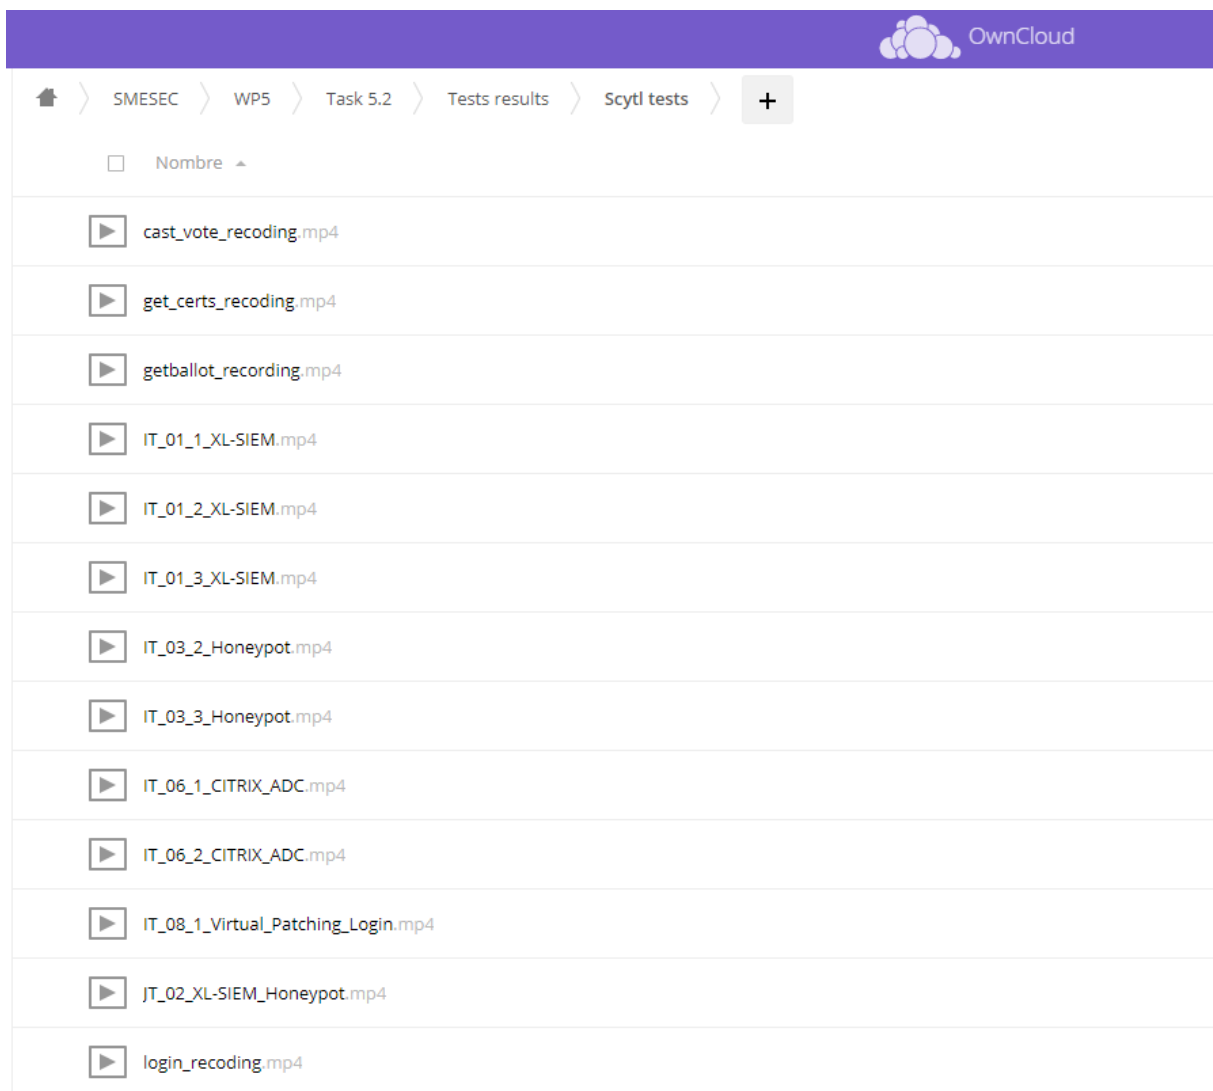 OwnCloud
SMESEC WP5 Task 5.2 Tests results Scytl tests +
Nombre
cast_vote_recoding.mp4
get_certs_recoding.mp4
getballot_recording.mp4
IT_01_1_XL-SIEM.mp4
IT_01_2_XL-SIEM.mp4
IT_01_3_XL-SIEM.mp4
IT_03_2_Honeypot.mp4
IT_03_3_Honeypot.mp4
IT_06_1_CITRIX_ADC.mp4
IT_06_2_CITRIX_ADC.mp4
IT_08_1_Virtual_Patching_Login.mp4
JT_02_XL-SIEM_Honeypot.mp4
login_recoding.mp4